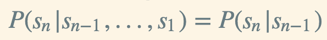 P(sₙ|sₙ₋₁, . . . , s₁) = P(sₙ|sₙ₋₁)